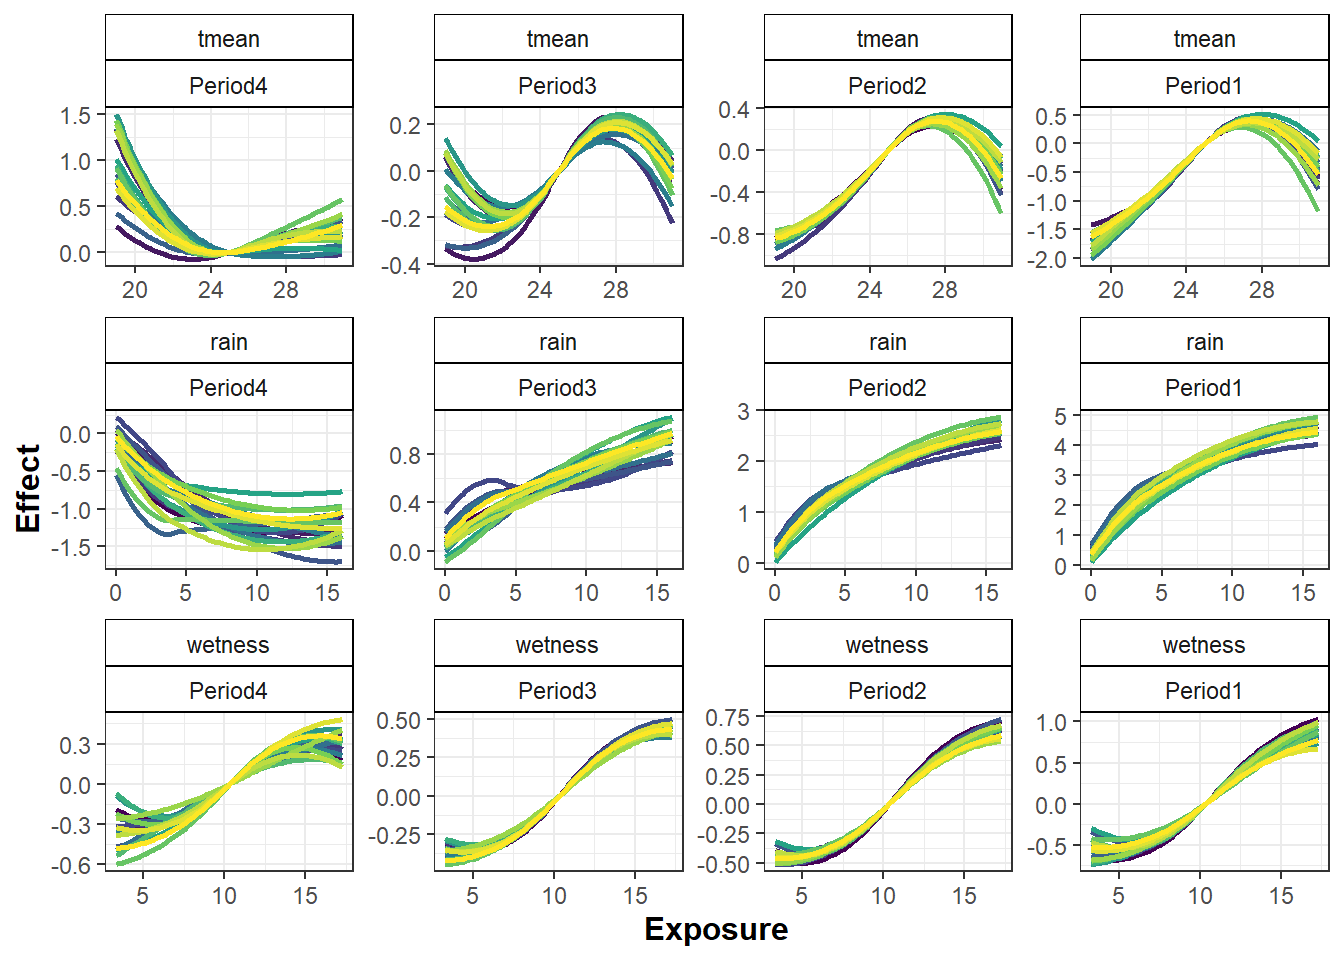 tmean tmean tmean tmean
Period4 Period3 Period2 Period1
1.5
1.0
0.5
0.0
20 24 28
0.2
0.0
-0.2
-0.4
20 24 28
0.4
0.0
-0.4
-0.8
20 24 28
0.5
0.0
-0.5
-1.0
-1.5
-2.0
20 24 28
rain rain rain rain
Period4 Period3 Period2 Period1
0.0
-0.5
-1.0
-1.5
0 5 10 15
0.8
0.4
0.0
0 5 10 15
3
2
1
0
0 5 10 15
5
4
3
2
1
0
0 5 10 15
wetness wetness wetness wetness
Period4 Period3 Period2 Period1
0.3
0.0
-0.3
-0.6
5 10 15
0.50
0.25
0.00
-0.25
5 10 15
0.75
0.50
0.25
0.00
-0.25
-0.50
5 10 15
1.0
0.5
0.0
-0.5
5 10 15
Effect
Exposure